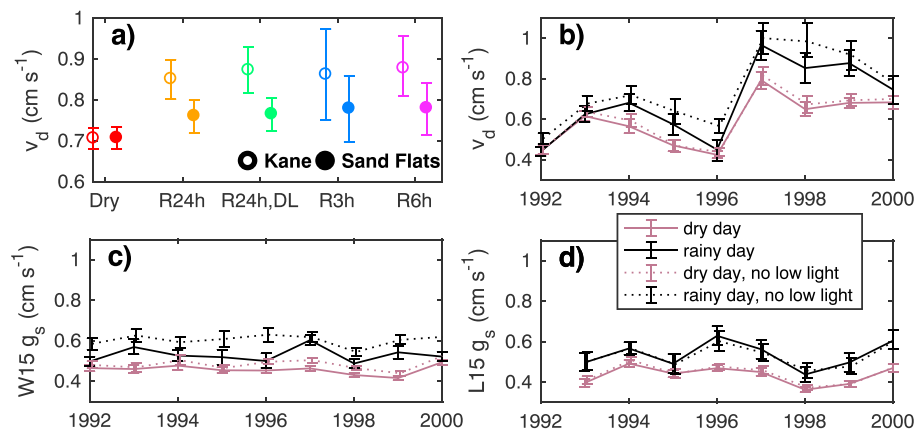 a)
1
0.9
0.8
0.7
0.6
v_d (cm s⁻¹)
Kane Sand Flats
Dry R24h R24h,DL R3h R6h
b)
1
0.8
0.6
0.4
v_d (cm s⁻¹)
1992 1994 1996 1998 2000
c)
1
0.8
0.6
0.4
W15 g_s (cm s⁻¹)
1992 1994 1996 1998 2000
d)
1
0.8
0.6
0.4
L15 g_s (cm s⁻¹)
dry day
rainy day
dry day, no low light
rainy day, no low light
1992 1994 1996 1998 2000